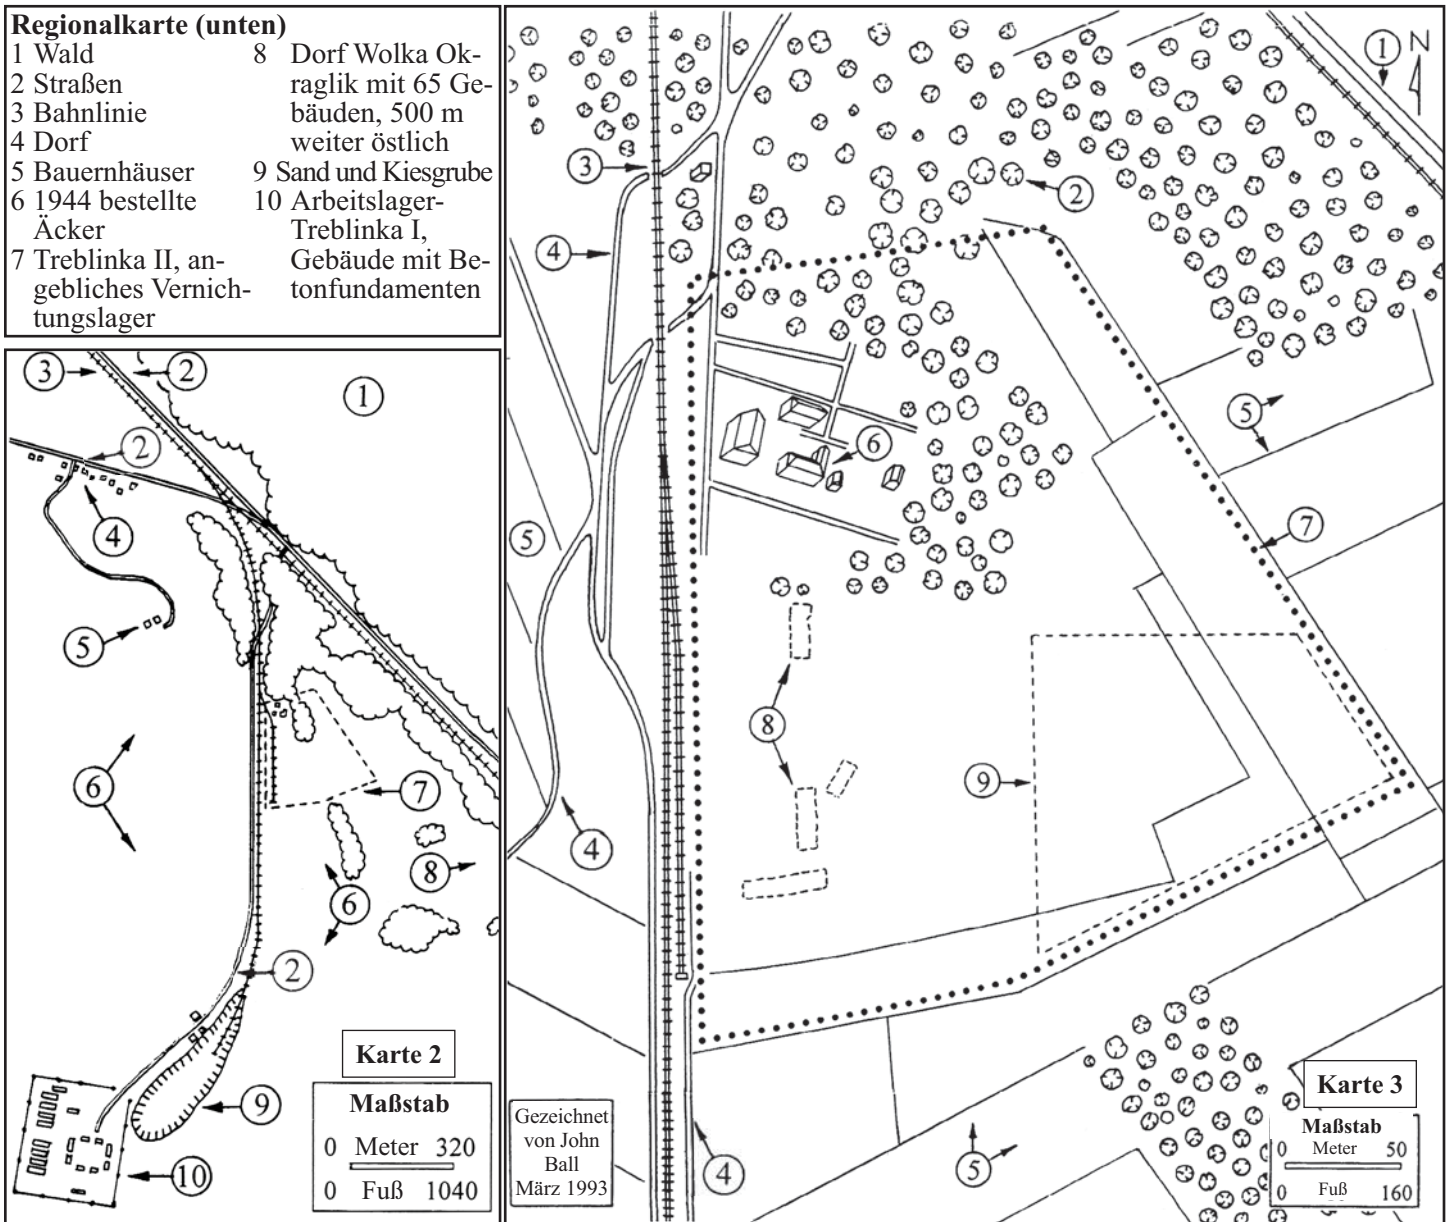 Regionalkarte (unten)
1 Wald
2 Straßen
3 Bahnlinie
4 Dorf
5 Bauernhäuser
6 1944 bestellte
Äcker
7 Treblinka II, an-
gebliches Vernich-
tungslager
8 Dorf Wolka Ok-
raglik mit 65 Ge-
bäuden, 500 m
weiter östlich
9 Sand und Kiesgrube
10 Arbeitslager-
Treblinka I,
Gebäude mit Be-
tonfundamenten
3
2
1
2
4
5
6
7
8
6
2
9
10
Karte 2
Maßstab
0 Meter 320
0 Fuß 1040
1
N
3
2
4
5
6
7
5
8
9
4
4
5
Gezeichnet
von John
Ball
März 1993
Karte 3
Maßstab
0 Meter 50
0 Fuß 160